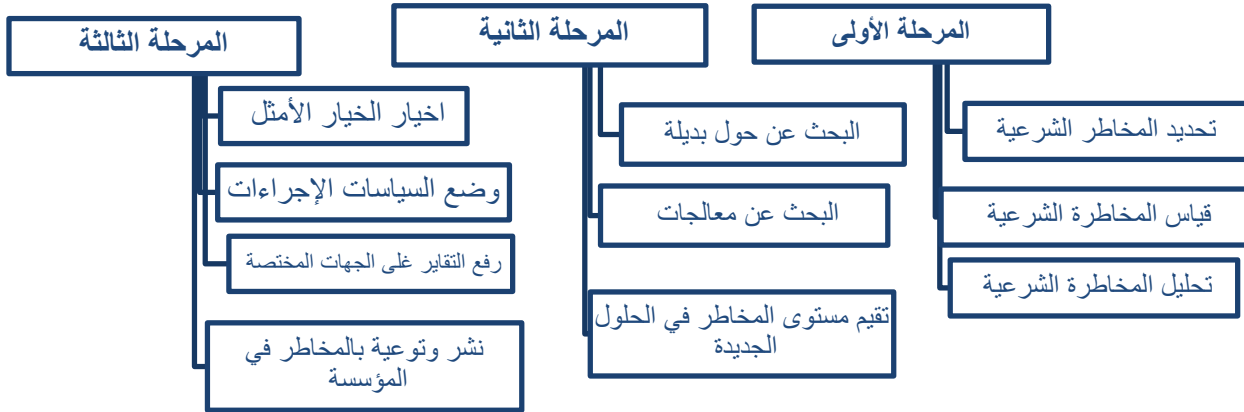 المرحلة الأولى
تحديد المخاطر الشرعية
قياس المخاطرة الشرعية
تحليل المخاطرة الشرعية
المرحلة الثانية
البحث عن حول بديلة
البحث عن معالجات
تقيم مستوى المخاطر في الحلول
الجديدة
المرحلة الثالثة
اخيار الخيار الأمثل
وضع السياسات الإجراءات
رفع التقاير غلى الجهات المختصة
نشر وتوعية بالمخاطر في
المؤسسة